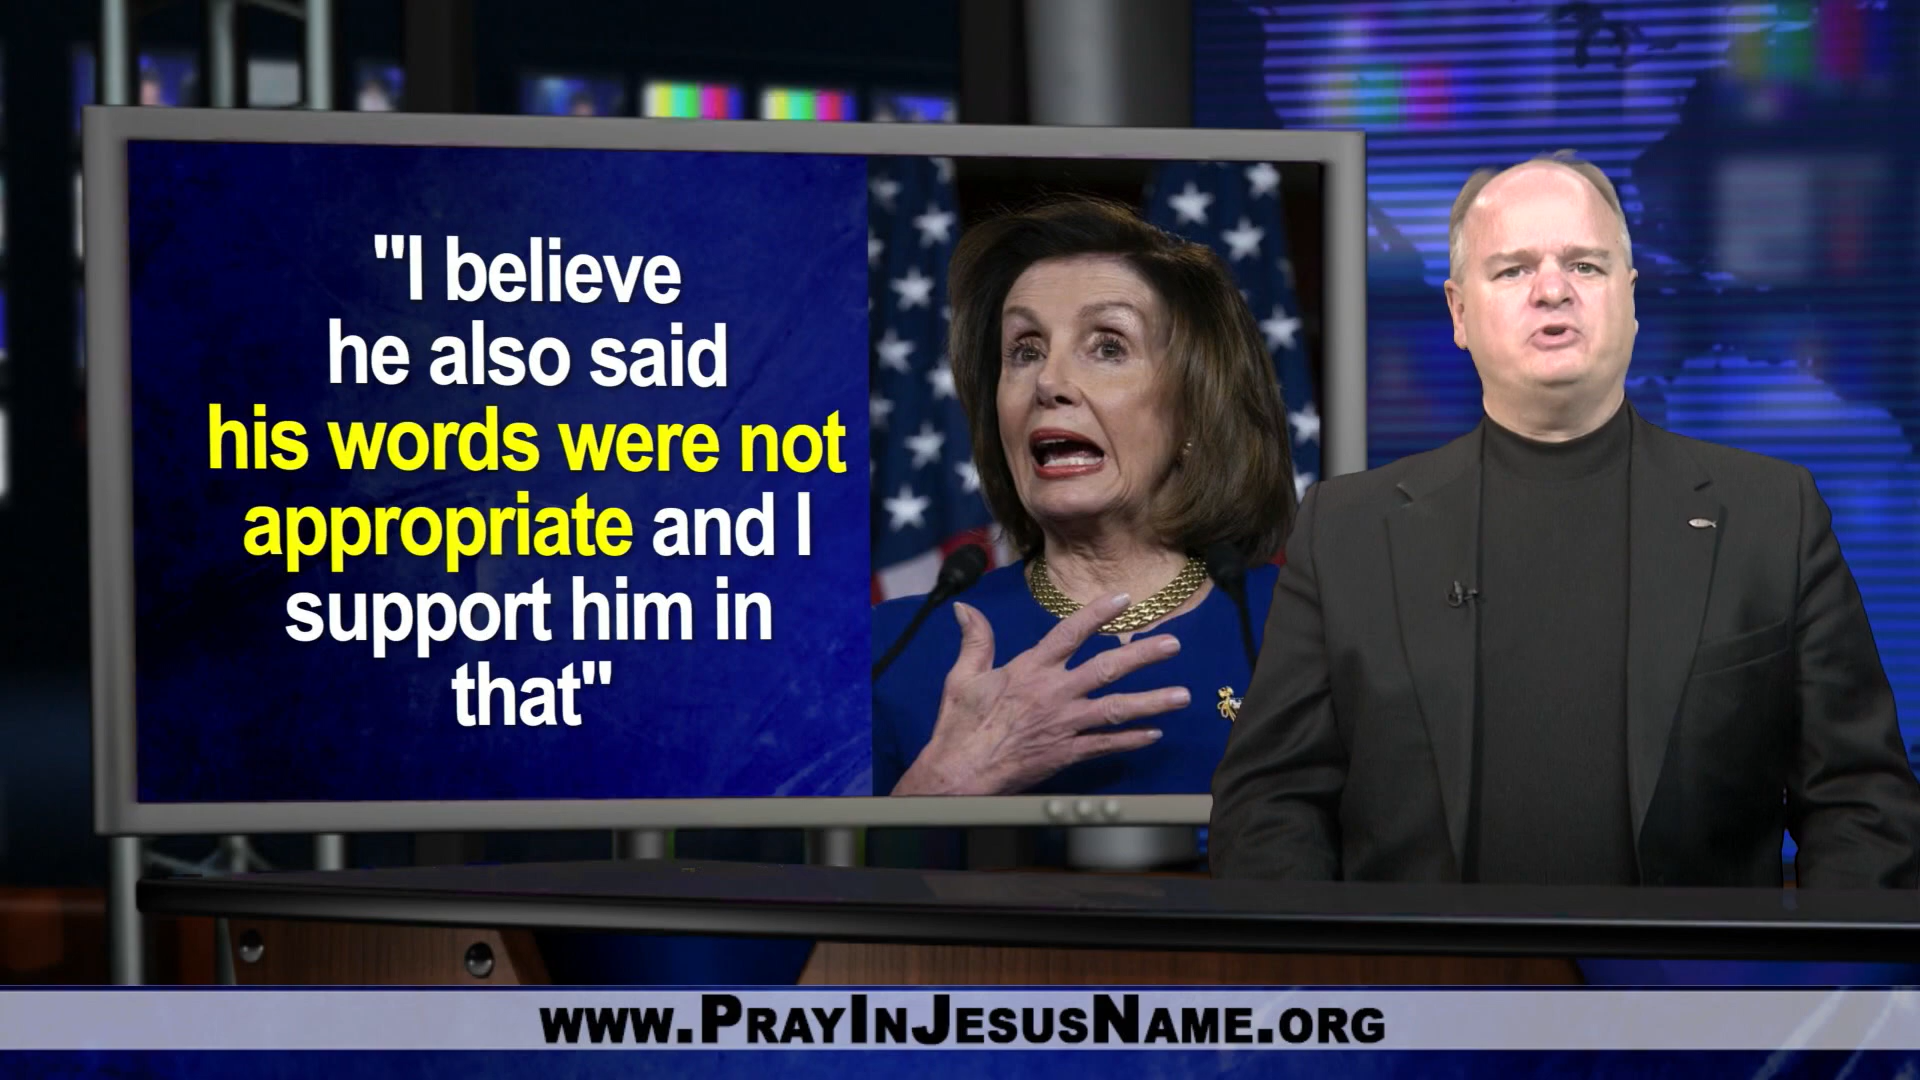 "I believe
he also said
his words were not
appropriate and I
support him in
that"
www.PrayInJesusName.org